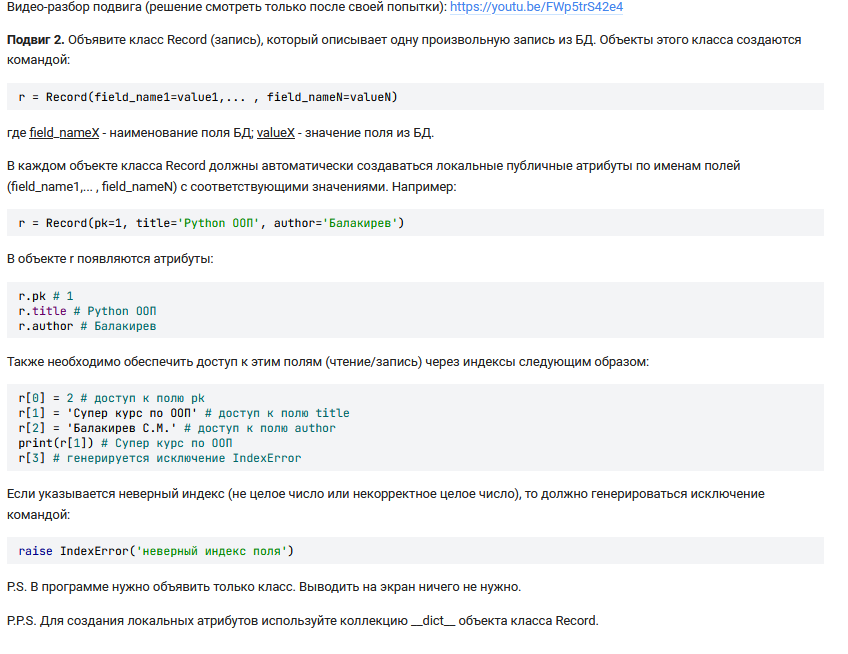 Видео-разбор подвига (решение смотреть только после своей попытки): https://youtu.be/FWp5trS42e4
Подвиг 2. Объявите класс Record (запись), который описывает одну произвольную запись из БД. Объекты этого класса создаются
командой:
r = Record(field_name1=value1,... , field_nameN=valueN)
где field_nameX - наименование поля БД; valueX - значение поля из БД.
В каждом объекте класса Record должны автоматически создаваться локальные публичные атрибуты по именам полей
(field_name1,... , field_nameN) с соответствующими значениями. Например:
r = Record(pk=1, title='Python ООП', author='Балакирев')
В объекте r появляются атрибуты:
r.pk # 1
r.title # Python ООП
r.author # Балакирев
Также необходимо обеспечить доступ к этим полям (чтение/запись) через индексы следующим образом:
r[0] = 2 # доступ к полю pk
r[1] = 'Супер курс по ООП' # доступ к полю title
r[2] = 'Балакирев С.М.' # доступ к полю author
print(r[1]) # Супер курс по ООП
r[3] # генерируется исключение IndexError
Если указывается неверный индекс (не целое число или некорректное целое число), то должно генерироваться исключение
командой:
raise IndexError('неверный индекс поля')
P.S. В программе нужно объявить только класс. Выводить на экран ничего не нужно.
P.P.S. Для создания локальных атрибутов используйте коллекцию __dict__ объекта класса Record.